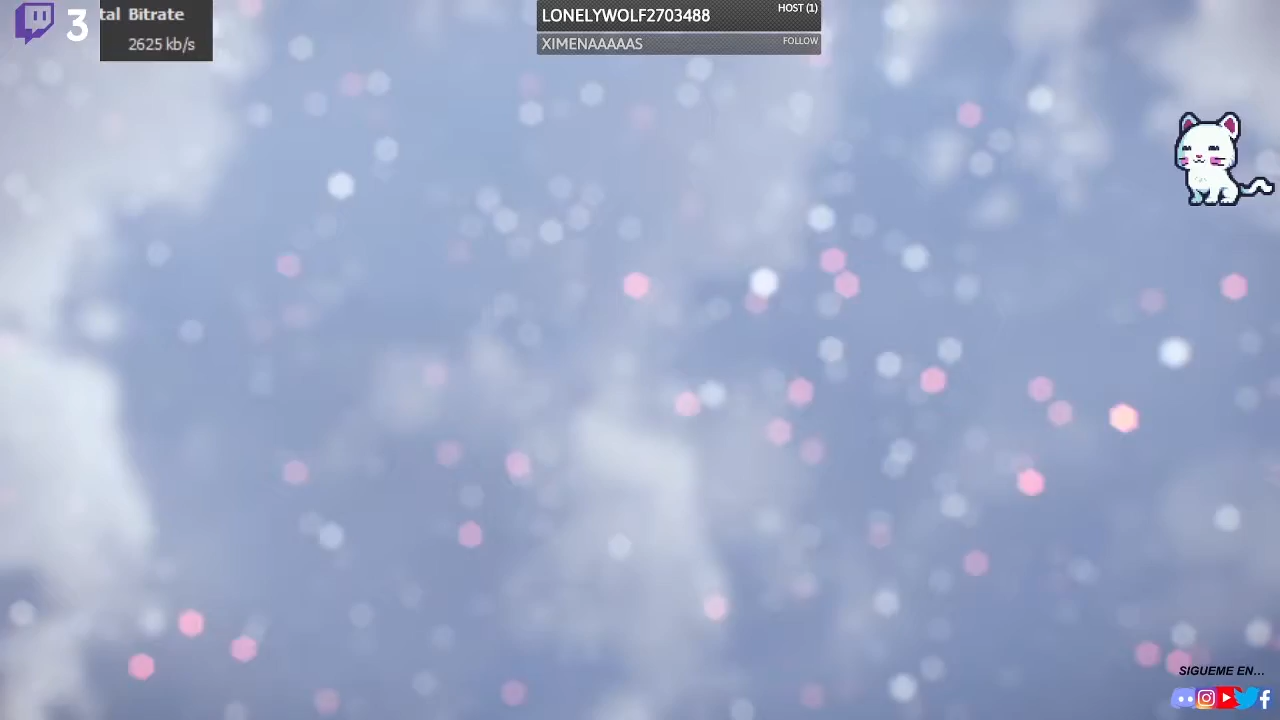 3
tal Bitrate
2625 kb/s
LONELYWOLF2703488 HOST (1)
XIMENAAAAAS FOLLOW
SIGUEME EN...